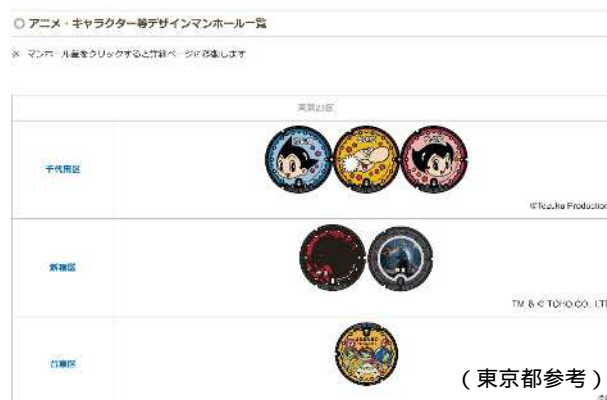 ○ アニメ・キャラクター等デザインマンホール一覧
※ マンホール蓋をクリックすると詳細ページに移動します
東京23区
千代田区
©Tezuka Production
新宿区
TM & © TOHO CO., LT
台東区
(東京都参考)